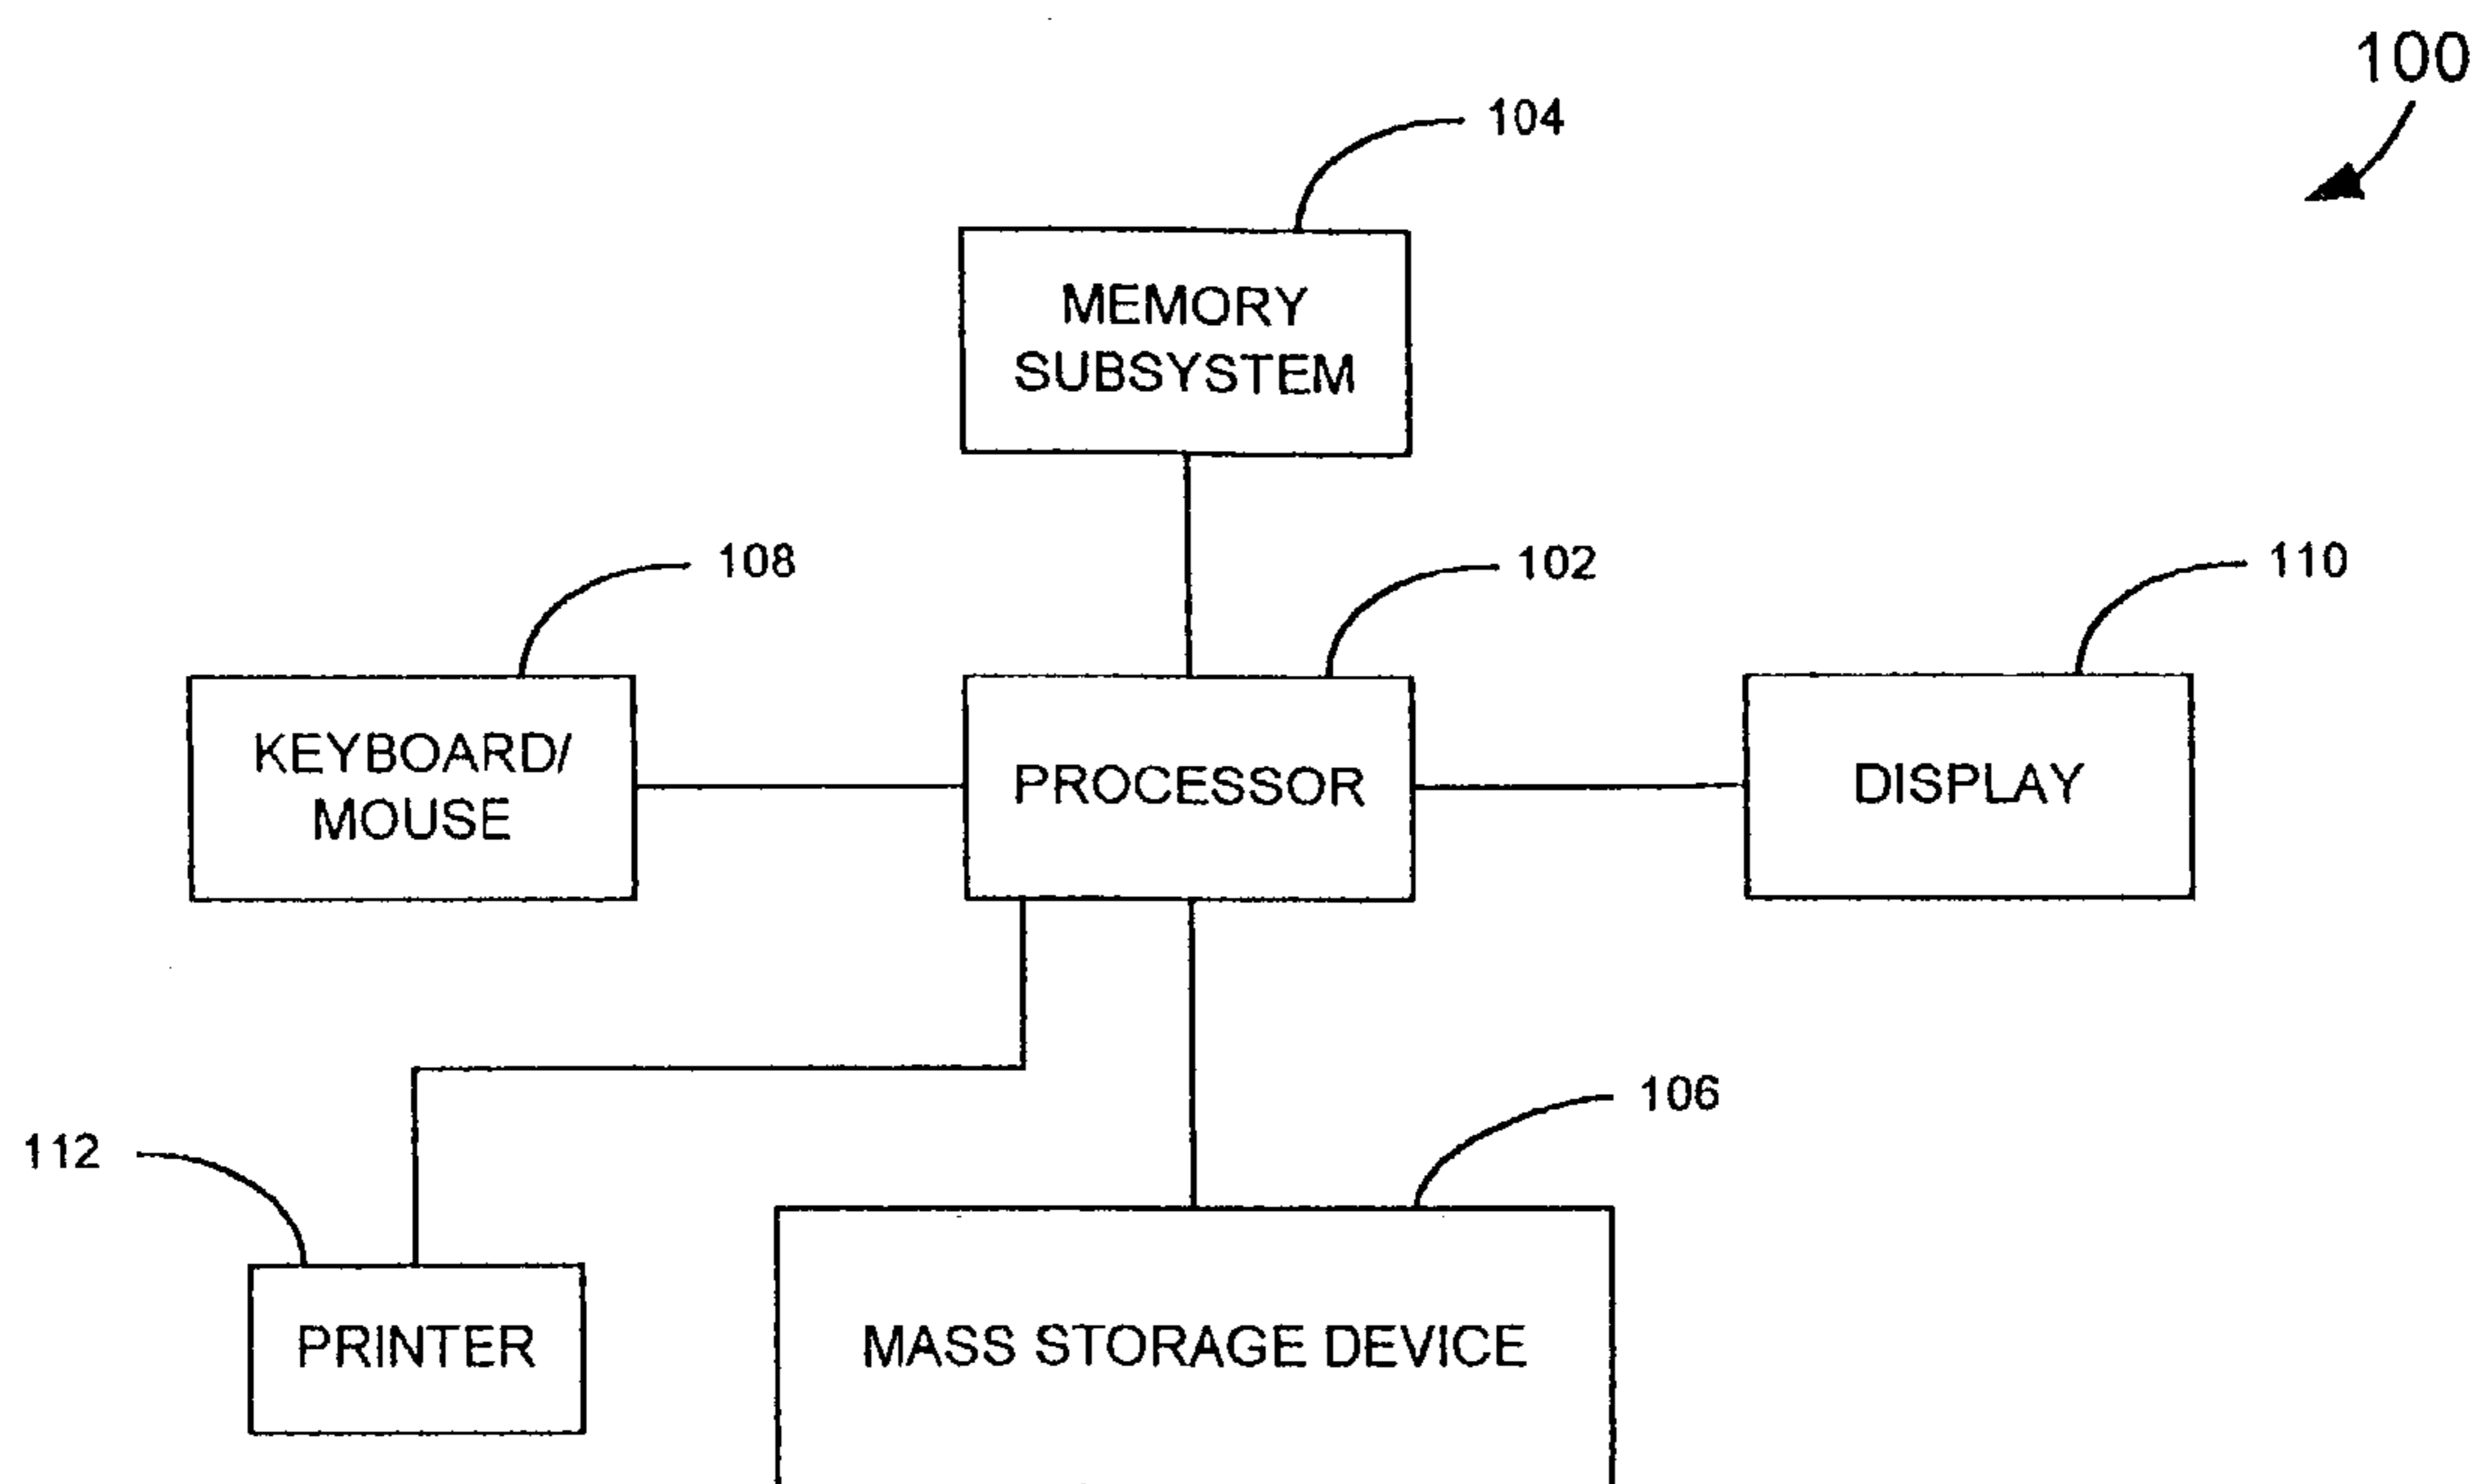 100
104
MEMORY
SUBSYSTEM
108
102
110
KEYBOARD/
MOUSE
PROCESSOR
DISPLAY
106
112
PRINTER
MASS STORAGE DEVICE